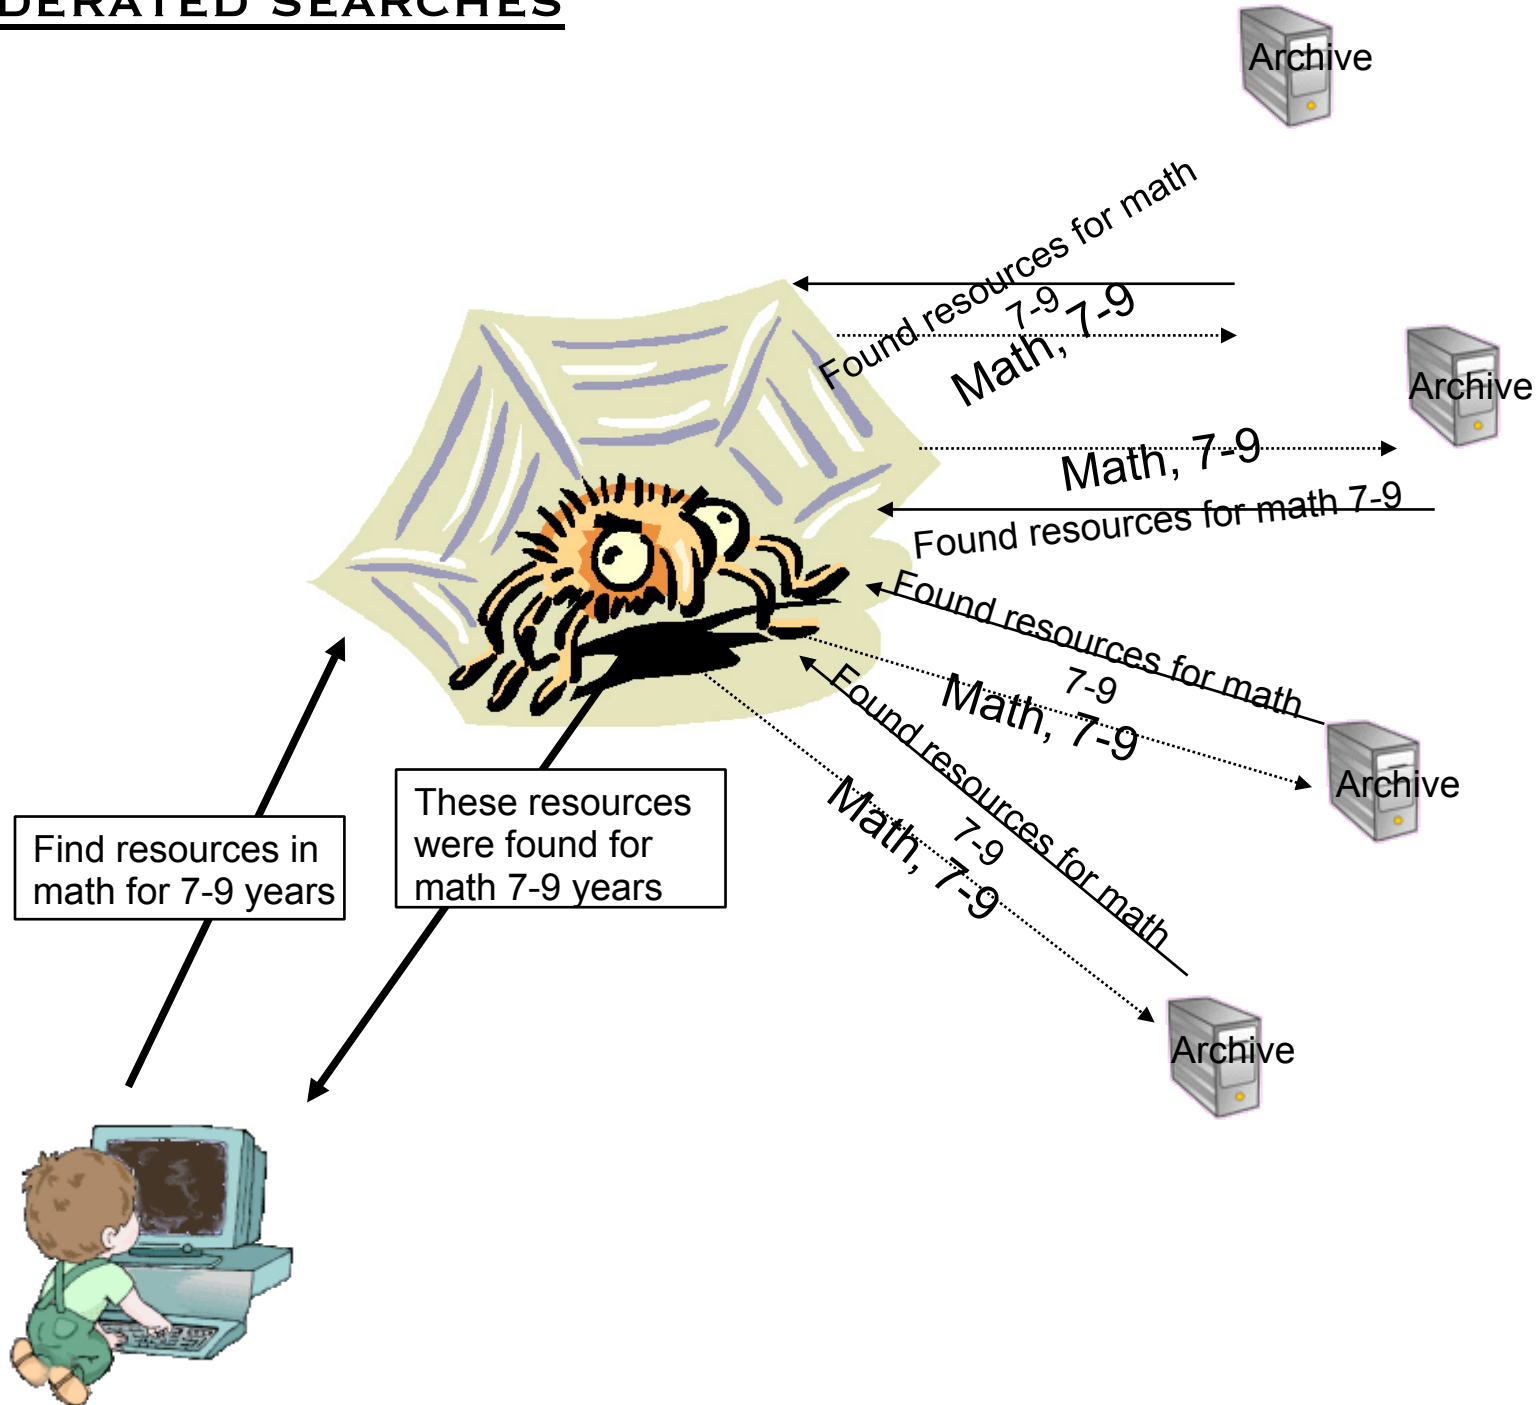 DERATED SEARCHES
Archive
Found resources for math
7-9
Math, 7-9
Archive
Math, 7-9
Found resources for math 7-9
Found resources for math
7-9
Math, 7-9
Archive
Found resources for math
7-9
Math, 7-9
Archive
Find resources in
math for 7-9 years
These resources
were found for
math 7-9 years